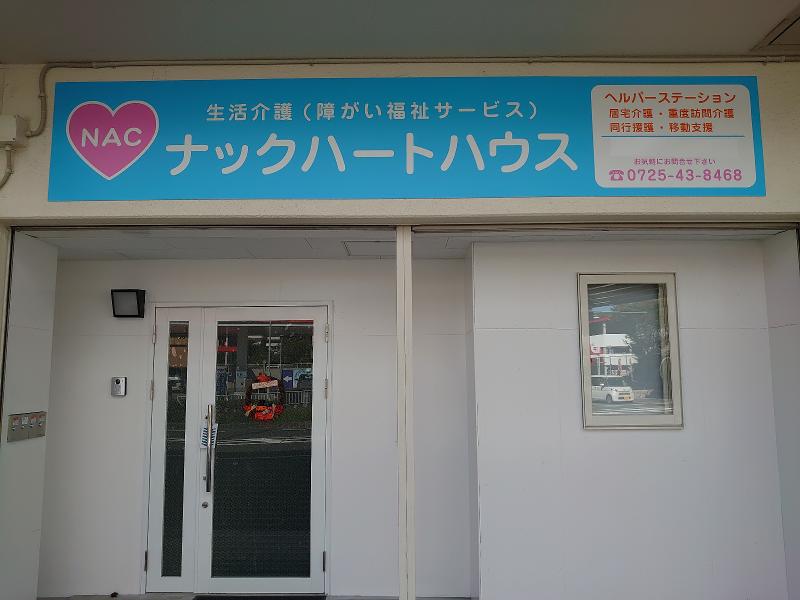 NAC
生活介護(障がい福祉サービス)
ナックハートハウス
ヘルパーステーション
居宅介護・重度訪問介護
同行援護・移動支援
お気軽にお問合せ下さい
☎0725-43-8468